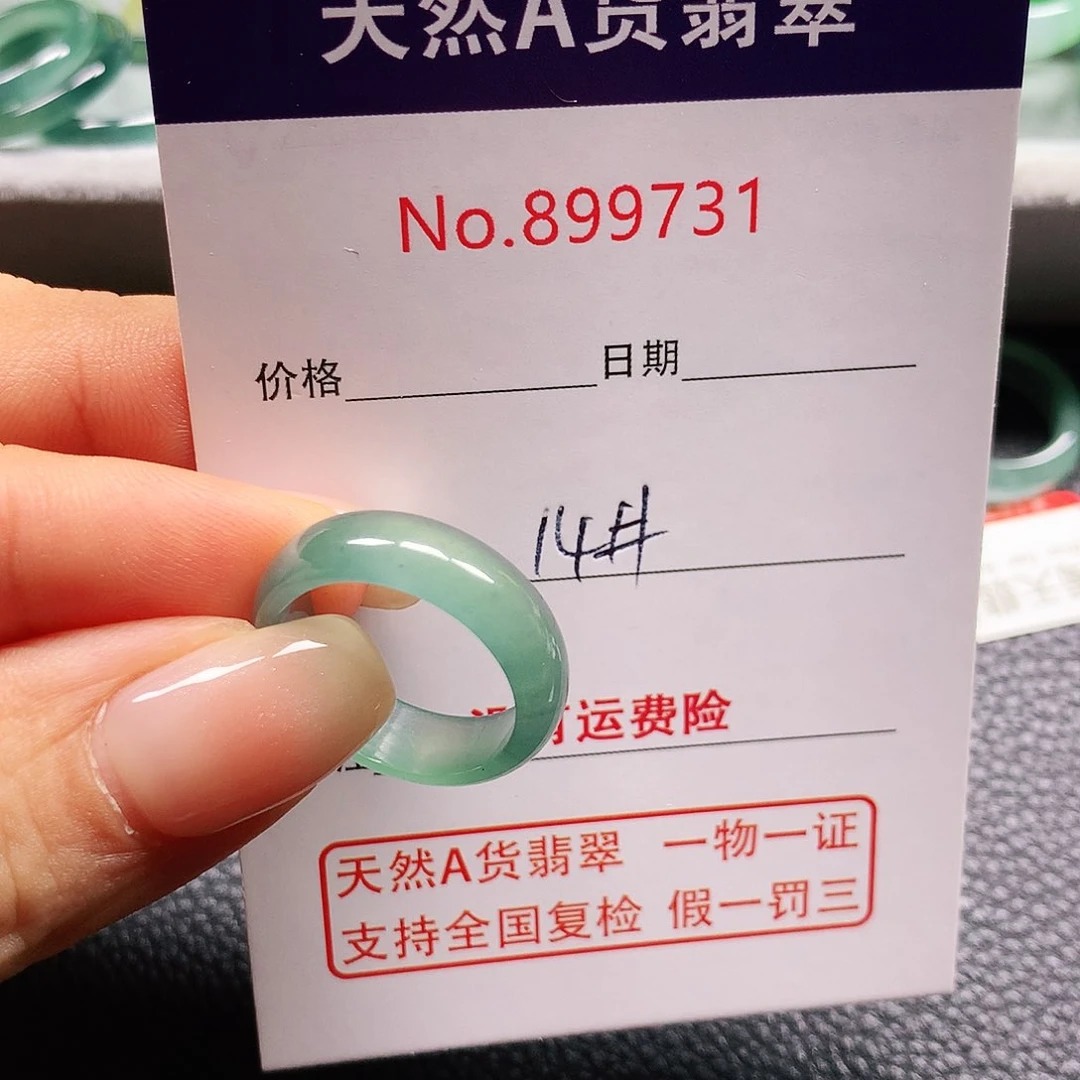 天然A货翡翠
No.899731
价格 日期
14#
有运费险
天然A货翡翠 一物一证
支持全国复检 假一罚三